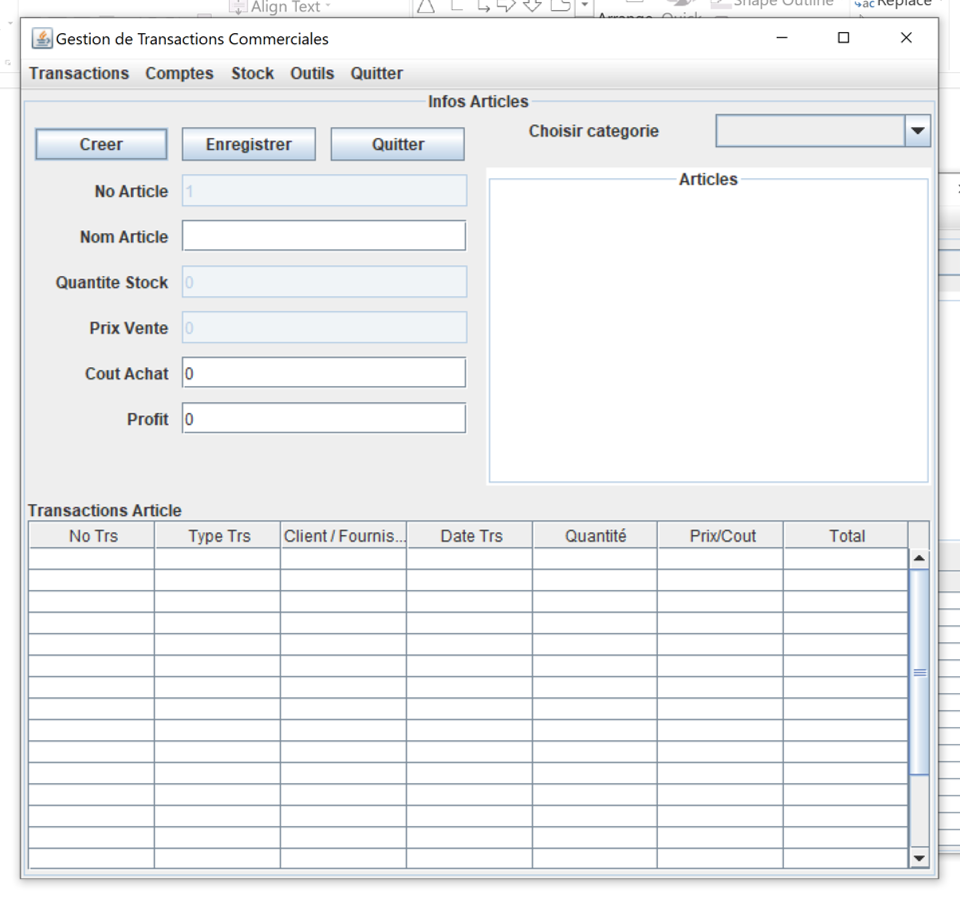 Align Text
Shape Outline
Replace
Arrange Quick
Gestion de Transactions Commerciales
Transactions Comptes Stock Outils Quitter
Infos Articles
Creer Enregistrer Quitter
Choisir categorie
No Article 1
Articles
Nom Article
Quantite Stock 0
Prix Vente 0
Cout Achat 0
Profit 0
Transactions Article
No Trs Type Trs Client / Fournis... Date Trs Quantité Prix/Cout Total